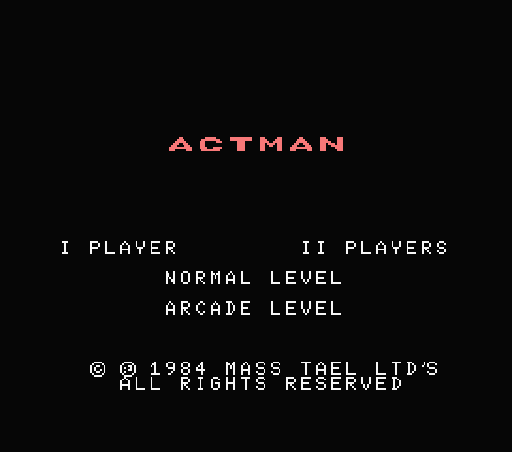 ACTMAN
I PLAYER II PLAYERS
NORMAL LEVEL
ARCADE LEVEL
© @ 1984 MASS TAEL LTD'S
ALL RIGHTS RESERVED